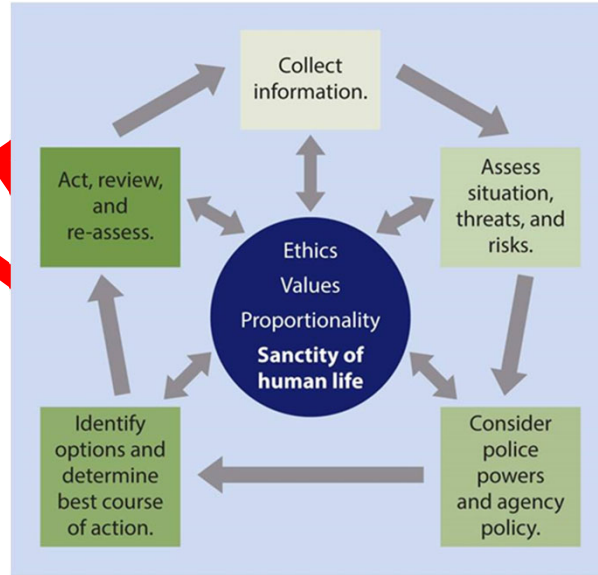 Collect
information.
Assess
situation,
threats, and
risks.
Consider
police
powers
and agency
policy.
Identify
options and
determine
best course
of action.
Act, review,
and
re-assess.
Ethics
Values
Proportionality
Sanctity of
human life